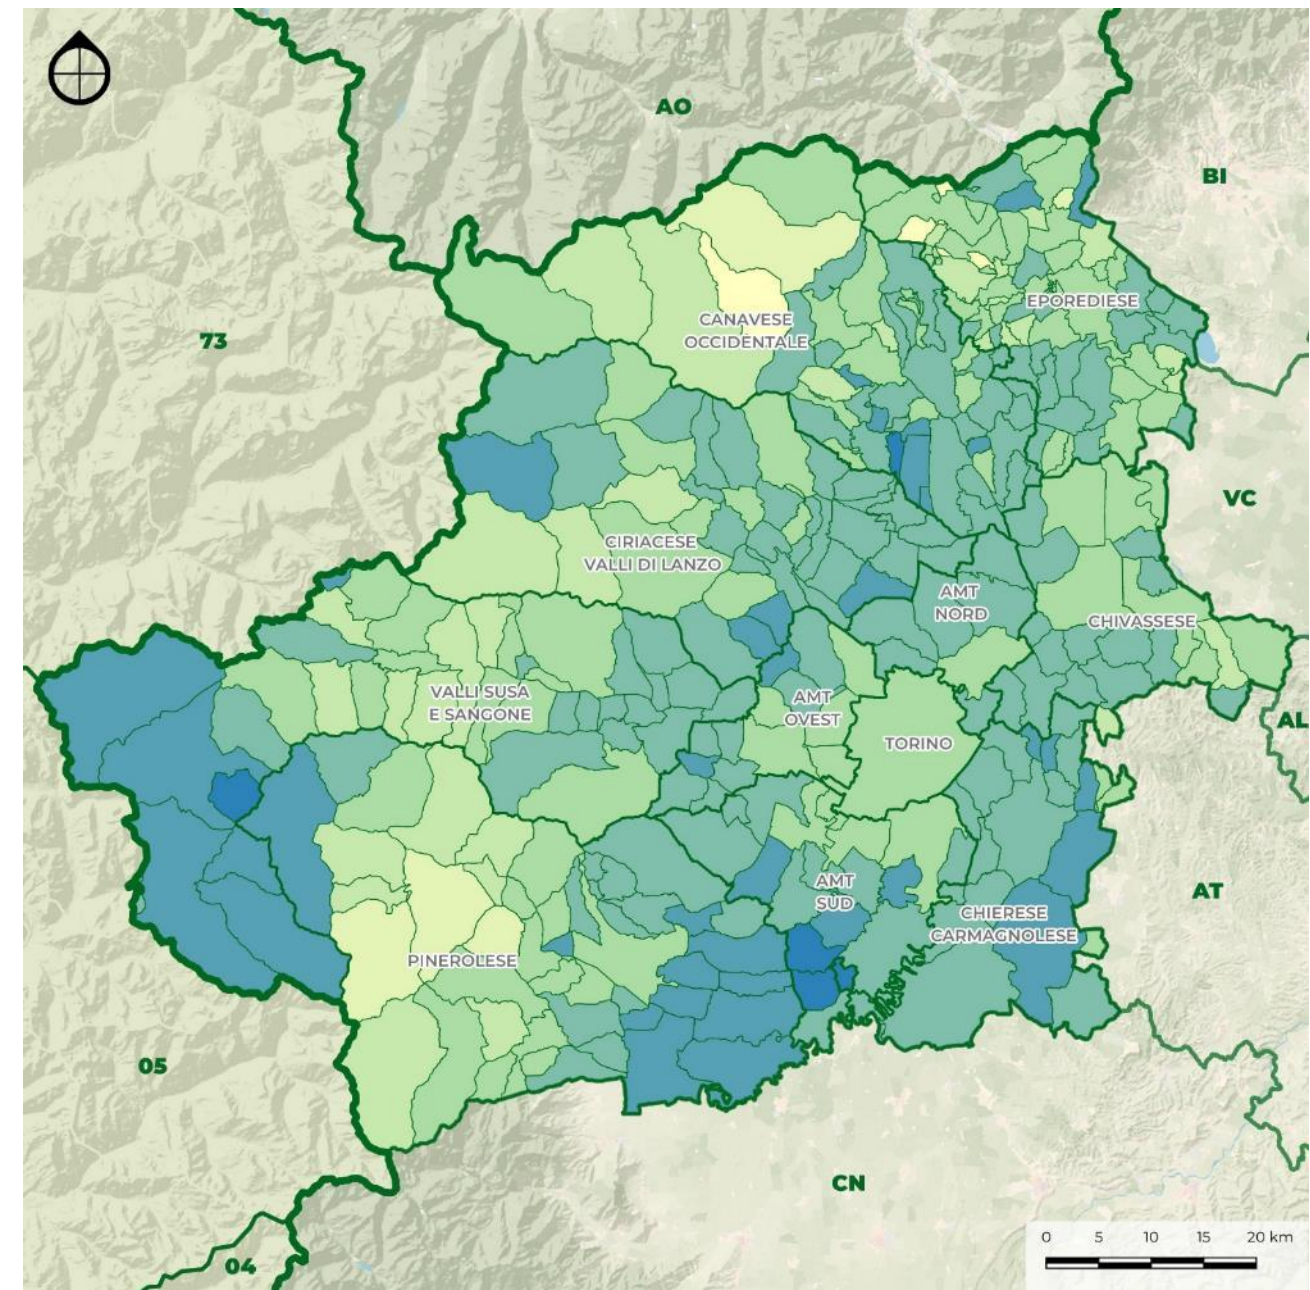 AO
BI
EPOREDIESE
CANAVESE
OCCIDENTALE
73
VC
CIRIACESE
VALLI DI LANZO
AMT
NORD
CHIVASSESE
VALLI SUSA
E SANGONE
AMT
OVEST
AL
TORINO
AMT
SUD
AT
CHIERESE
CARMAGNOLESE
PINEROLESE
05
CN
0 5 10 15 20 km
04